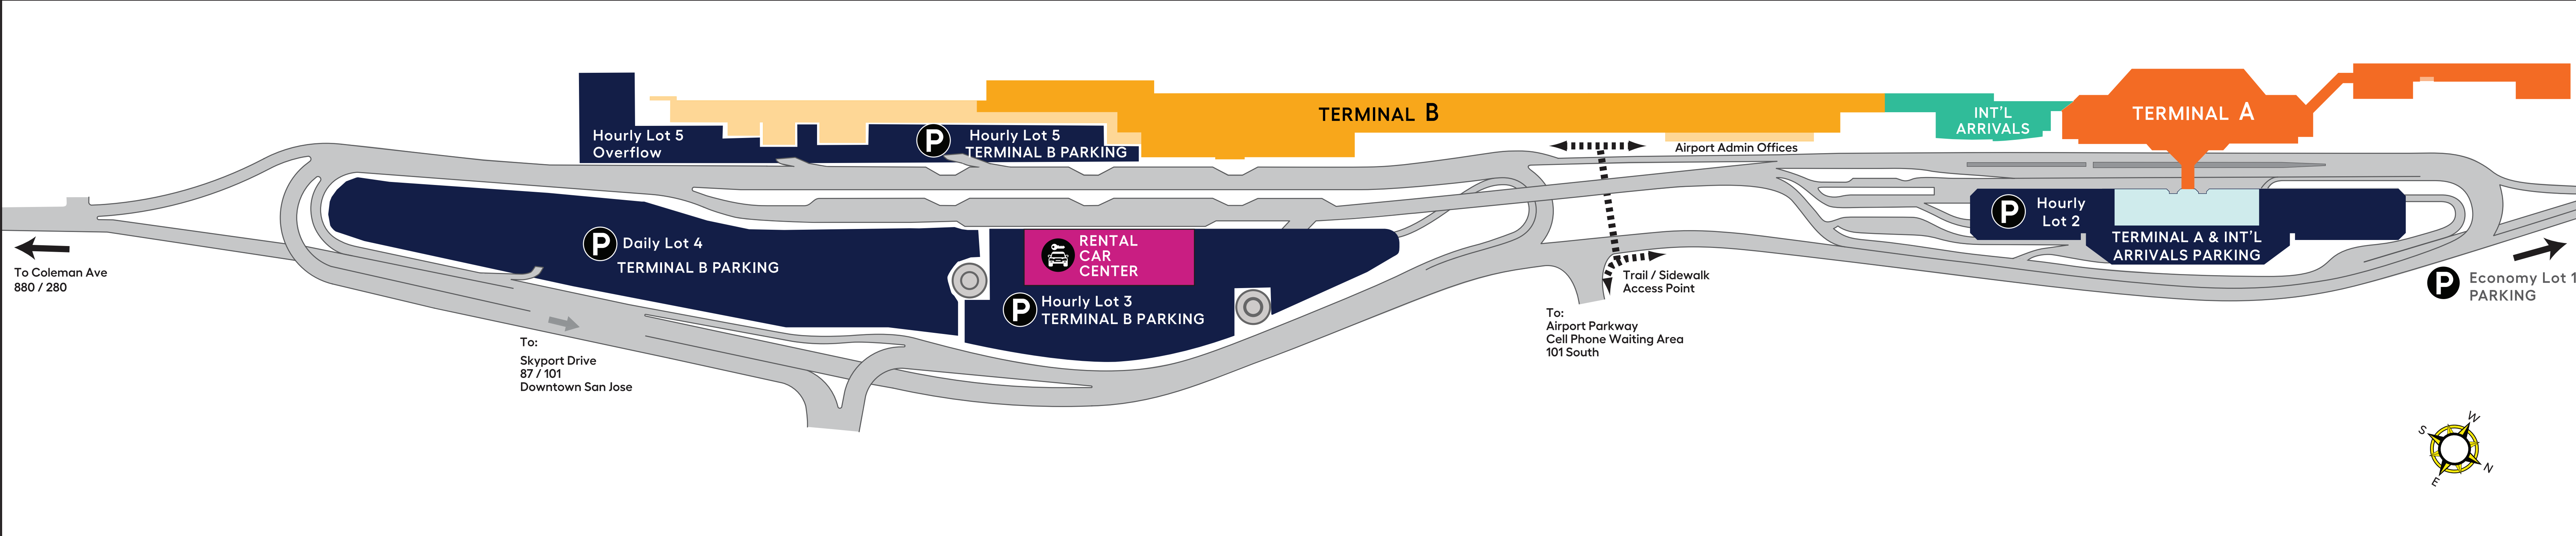 Hourly Lot 5
Overflow
P
Hourly Lot 5
TERMINAL B PARKING
TERMINAL B
Airport Admin Offices
INT'L
ARRIVALS
TERMINAL A
P
Hourly
Lot 2
TERMINAL A & INT'L
ARRIVALS PARKING
P
Daily Lot 4
TERMINAL B PARKING
RENTAL
CAR
CENTER
P
Hourly Lot 3
TERMINAL B PARKING
To Coleman Ave
880 / 280
To:
Skyport Drive
87 / 101
Downtown San Jose
Trail / Sidewalk
Access Point
To:
Airport Parkway
Cell Phone Waiting Area
101 South
P
Economy Lot 1
PARKING
W
S
N
E